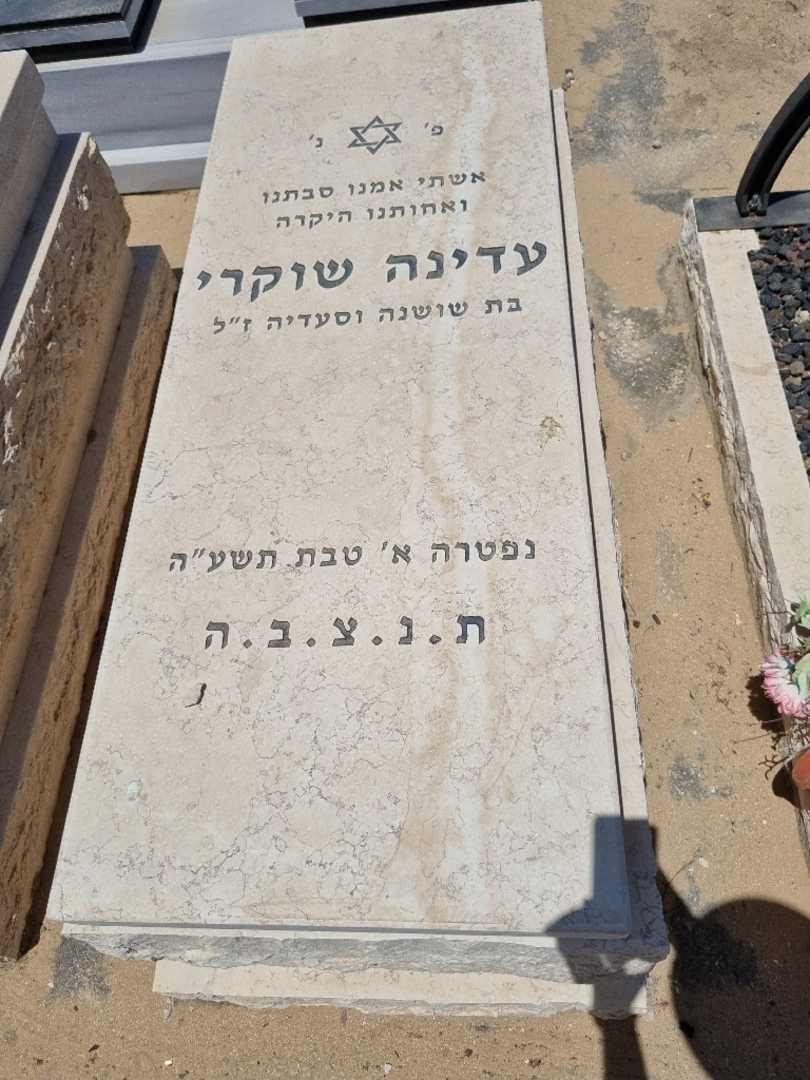 פ׳ נ׳
אשתי אמנו סבתנו
ואחותנו היקרה
עדינה שוקרי
בת שושנה וסעדיה ז״ל
נפטרה א׳ טבת תשע״ה
ת.נ.צ.ב.ה